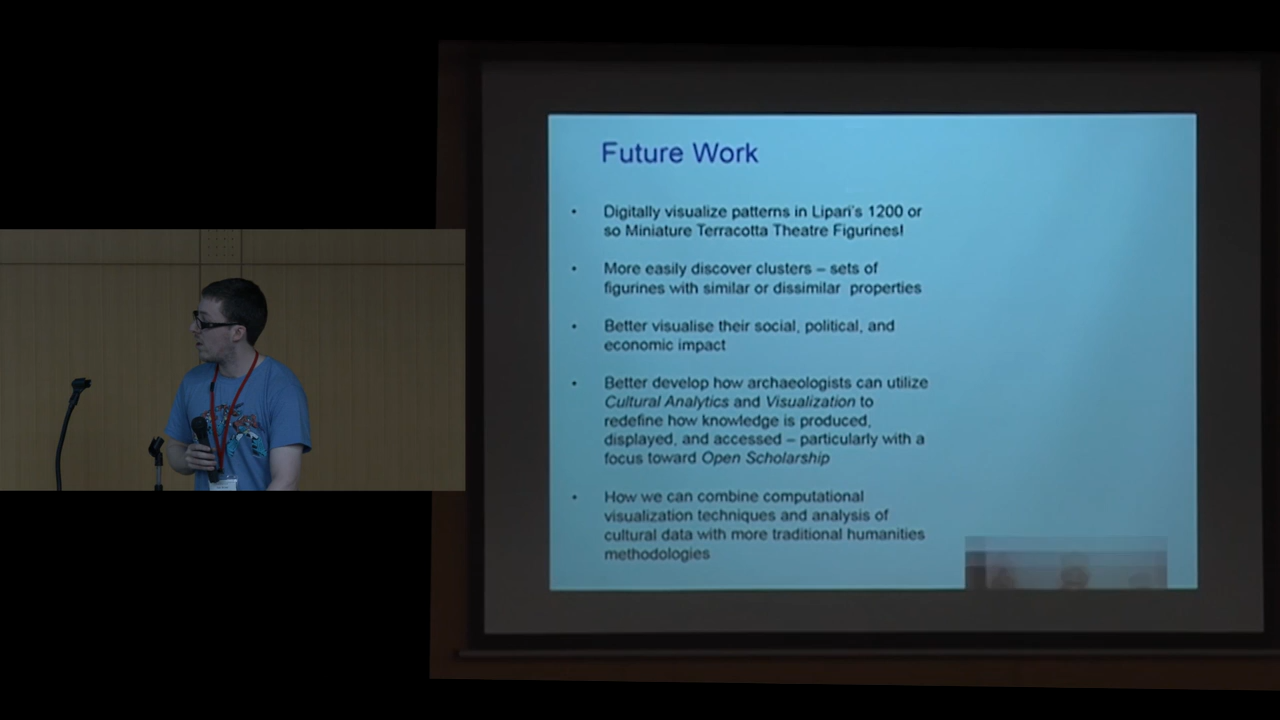 Future Work
• Digitally visualize patterns in Lipari's 1200 or
so Miniature Terracotta Theatre Figurines!
• More easily discover clusters – sets of
figurines with similar or dissimilar properties
• Better visualise their social, political, and
economic impact
• Better develop how archaeologists can utilize
Cultural Analytics and Visualization to
redefine how knowledge is produced,
displayed, and accessed – particularly with a
focus toward Open Scholarship
• How we can combine computational
visualization techniques and analysis of
cultural data with more traditional humanities
methodologies